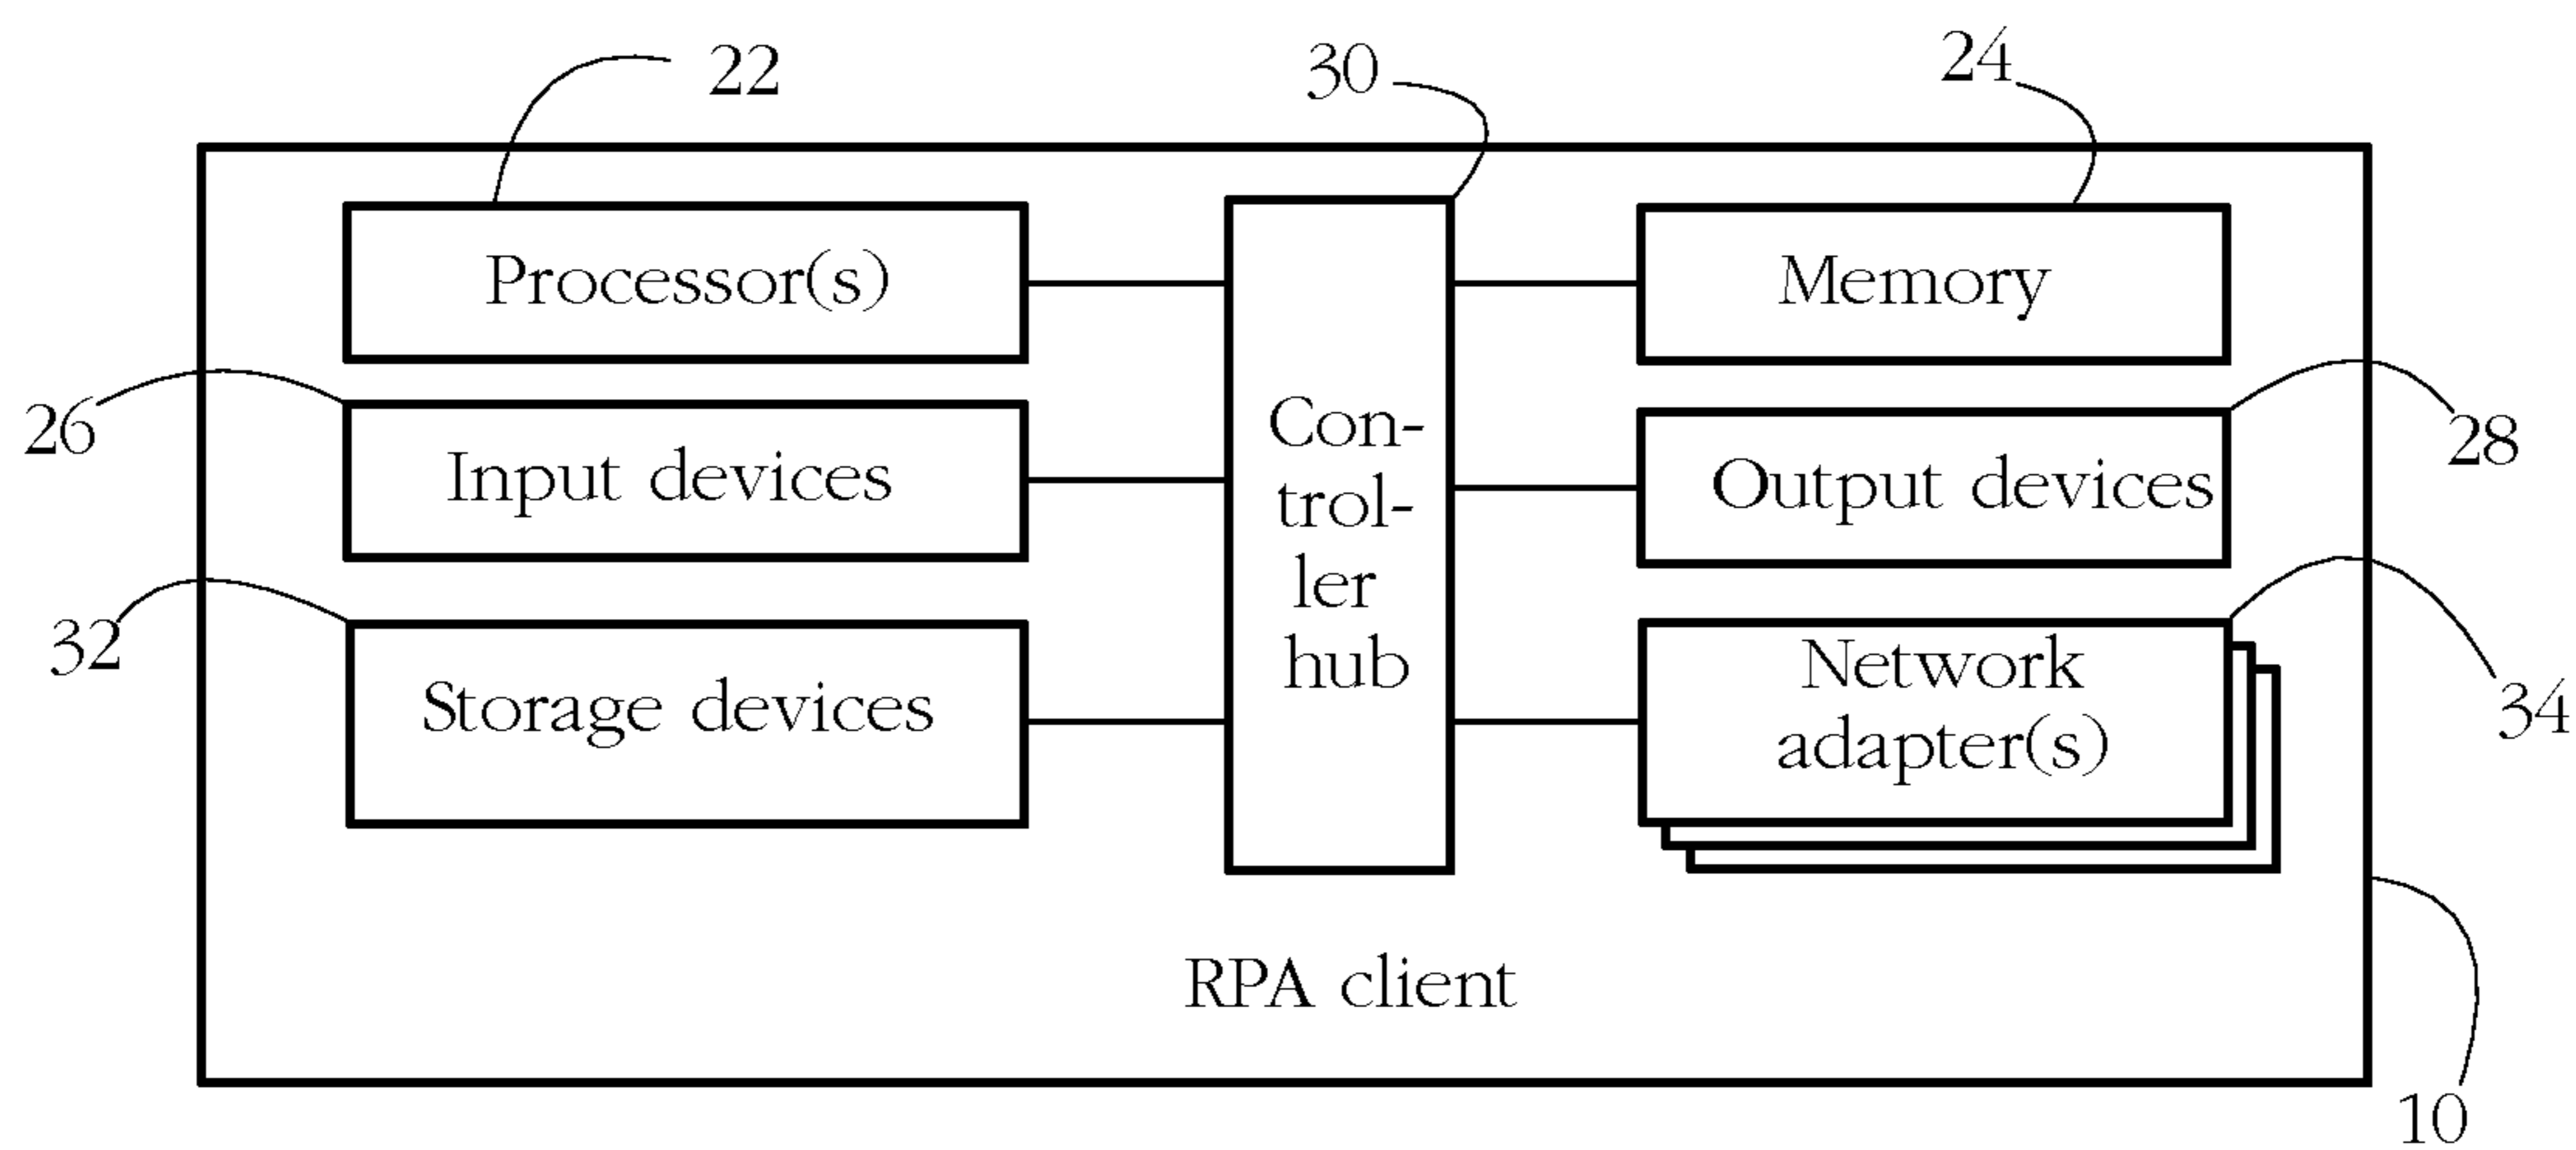 22
30
24
Processor(s)
Memory
26
Input devices
Con-
trol-
ler
hub
Output devices
28
32
Storage devices
Network
adapter(s)
34
RPA client
10